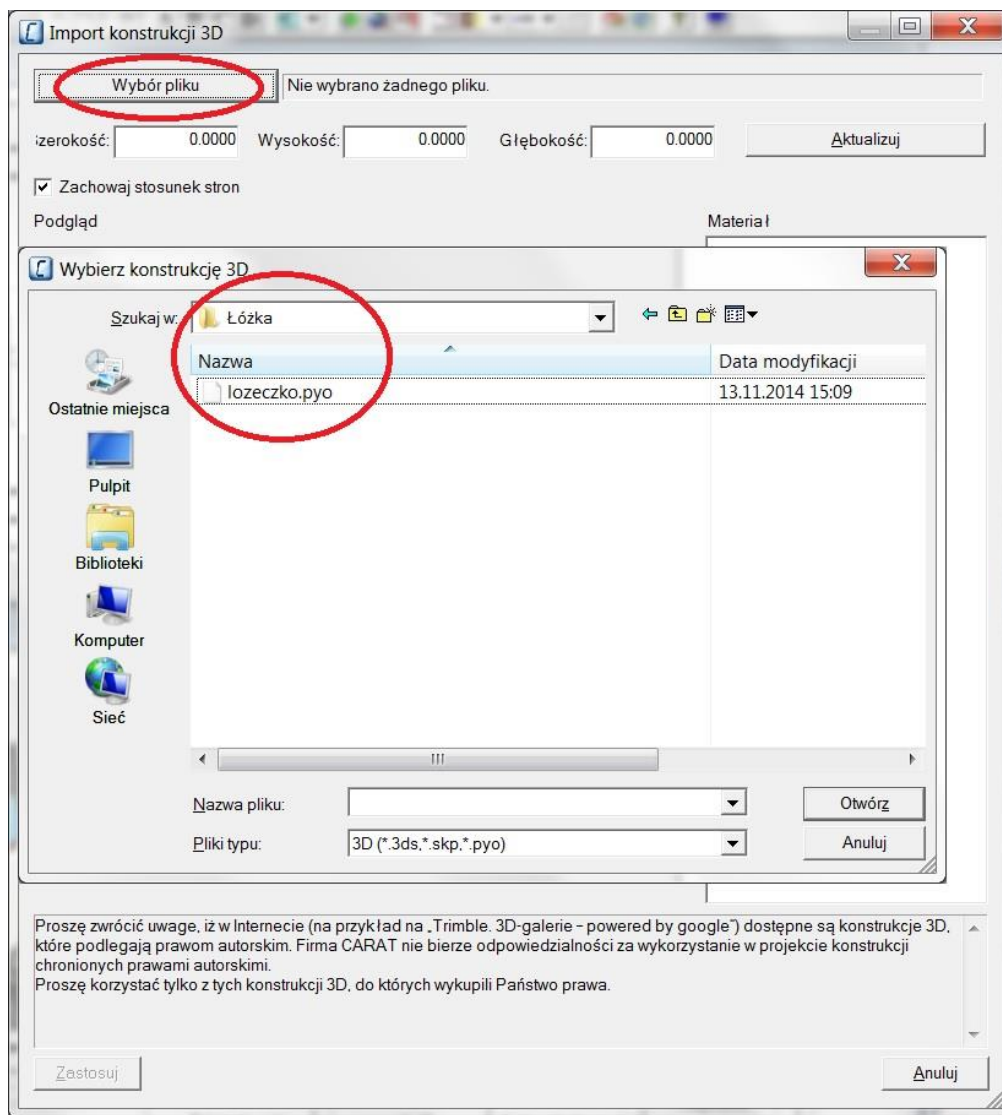 Import konstrukcji 3D
Wybór pliku Nie wybrano żadnego pliku.
zerokość: 0.0000 Wysokość: 0.0000 Głębokość: 0.0000 Aktualizuj
Zachowaj stosunek stron
Podgląd Materiał
Wybierz konstrukcję 3D
Szukaj w: Łóżka
Nazwa Data modyfikacji
lozeczko.pyo 13.11.2014 15:09
Ostatnie miejsca
Pulpit
Biblioteki
Komputer
Sieć
Nazwa pliku: Otwórz
Pliki typu: 3D (*.3ds,*.skp,*.pyo) Anuluj
Proszę zwrócić uwage, iż w Internecie (na przykład na „Trimble. 3D-galerie – powered by google”) dostępne są konstrukcje 3D,
które podlegają prawom autorskim. Firma CARAT nie bierze odpowiedzialności za wykorzystanie w projekcie konstrukcji
chronionych prawami autorskimi.
Proszę korzystać tylko z tych konstrukcji 3D, do których wykupili Państwo prawa.
Zastosuj Anuluj